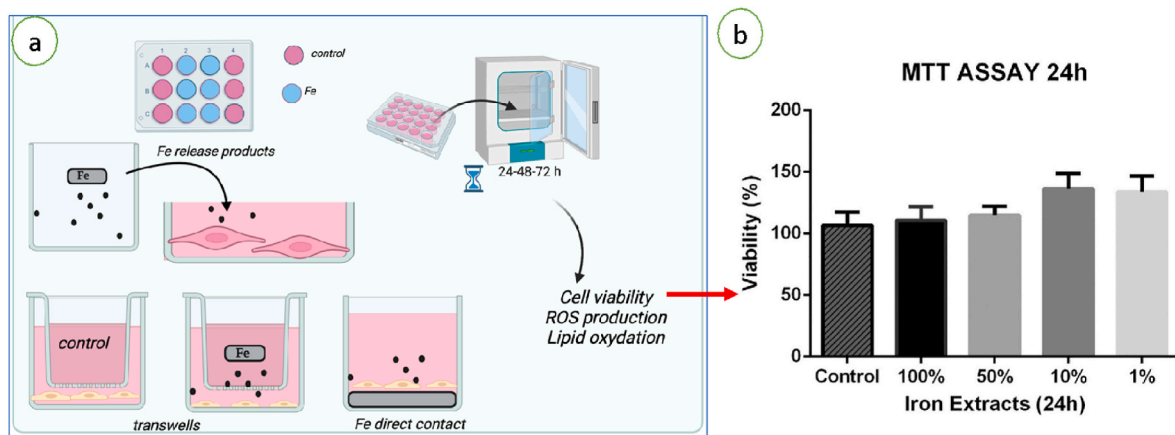 a
1 2 3 4
A
B
C
control
Fe
Fe release products
Fe
24-48-72 h
Cell viability
ROS production
Lipid oxydation
control
Fe
transwells
Fe direct contact
b
MTT ASSAY 24h
Viability (%)
200
150
100
50
0
Control 100% 50% 10% 1%
Iron Extracts (24h)